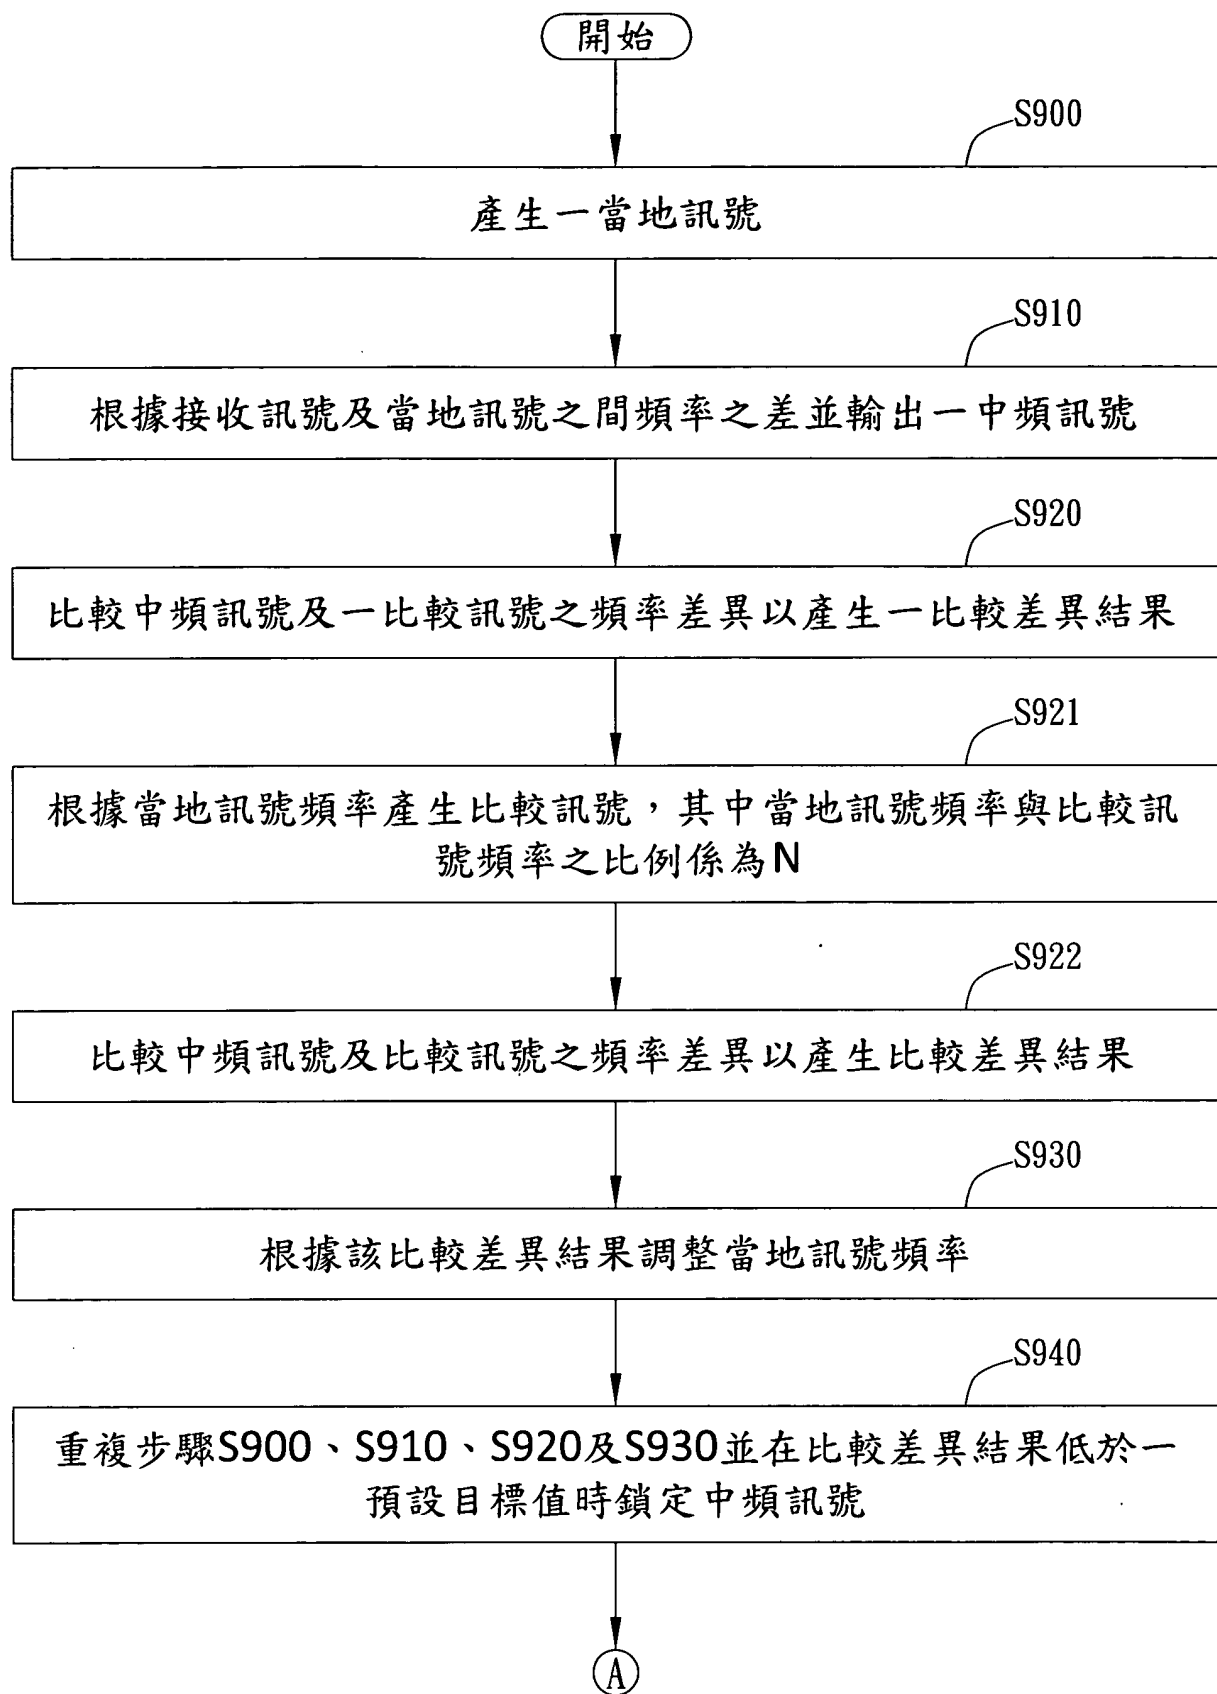 開始
S900
產生一當地訊號
S910
根據接收訊號及當地訊號之間頻率之差並輸出一中頻訊號
S920
比較中頻訊號及一比較訊號之頻率差異以產生一比較差異結果
S921
根據當地訊號頻率產生比較訊號，其中當地訊號頻率與比較訊
號頻率之比例係為N
S922
比較中頻訊號及比較訊號之頻率差異以產生比較差異結果
S930
根據該比較差異結果調整當地訊號頻率
S940
重複步驟S900、S910、S920及S930並在比較差異結果低於一
預設目標值時鎖定中頻訊號
A